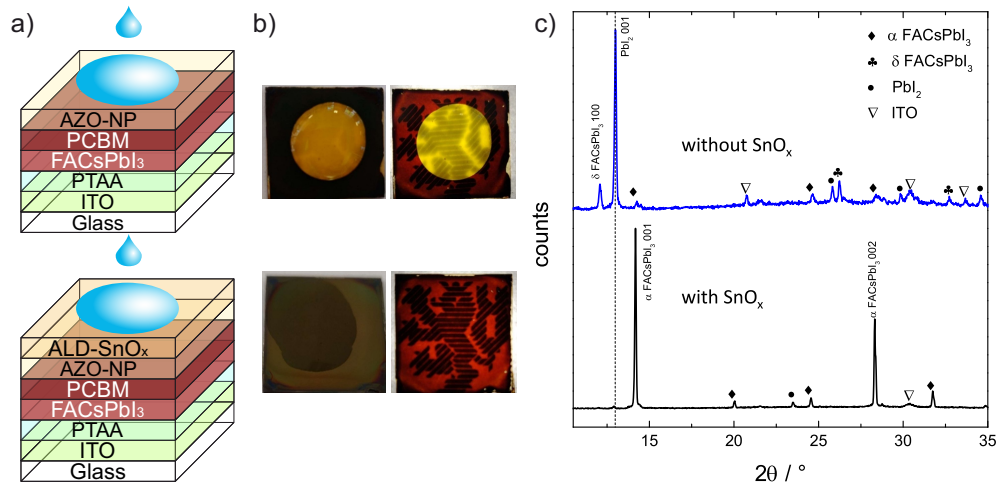 a)
AZO-NP
PCBM
FACsPbI₃
PTAA
ITO
Glass
ALD-SnOₓ
AZO-NP
PCBM
FACsPbI₃
PTAA
ITO
Glass
b)
c)
counts
δ FACsPbI₃ 100
PbI₂ 001
♦ α FACsPbI₃
♣ δ FACsPbI₃
● PbI₂
▽ ITO
without SnOₓ
α FACsPbI₃ 001
with SnOₓ
α FACsPbI₃ 002
15 20 25 30 35
2θ / °